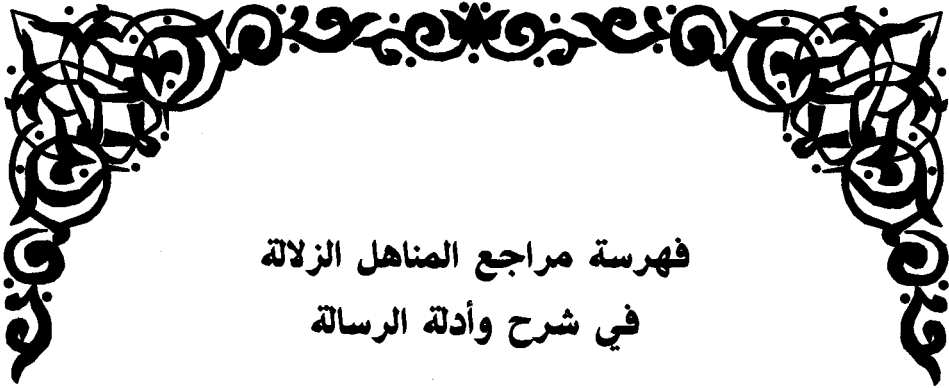 فهرسة مراجع المناهل الزلالة
في شرح وأدلة الرسالة